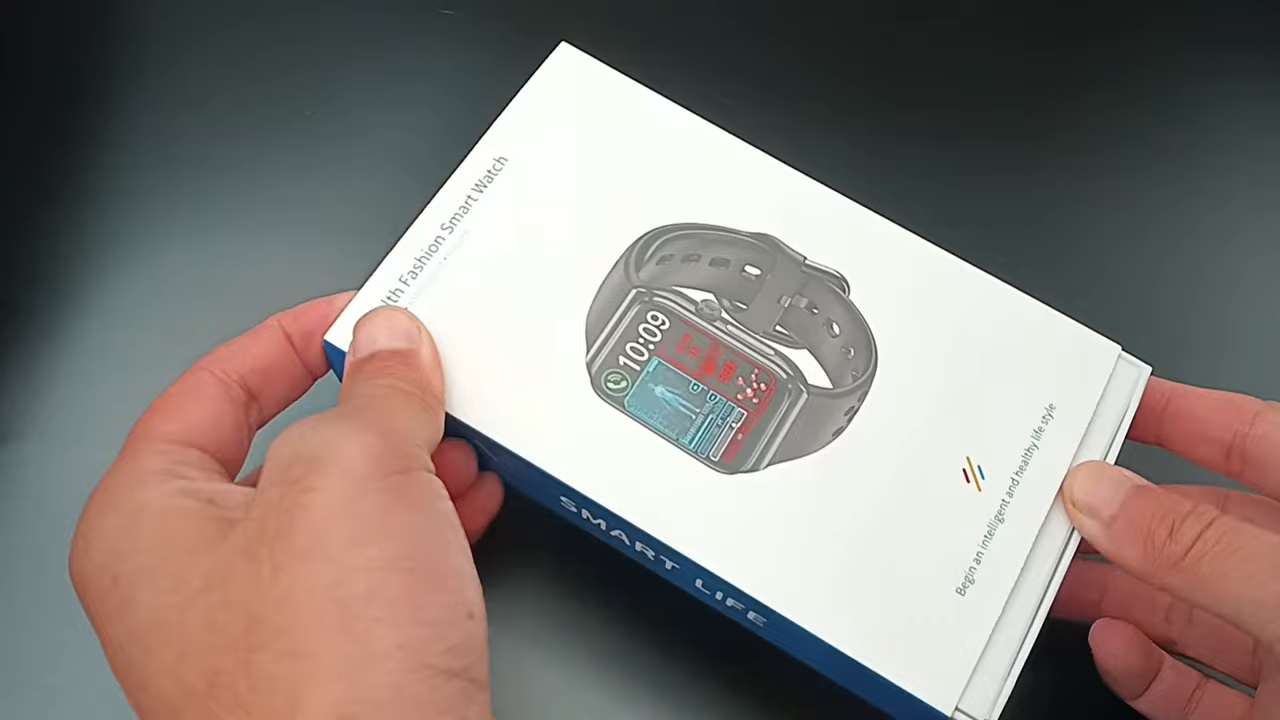 lth Fashion Smart Watch
10:09
SMART LIFE
Begin an intelligent and healthy life style